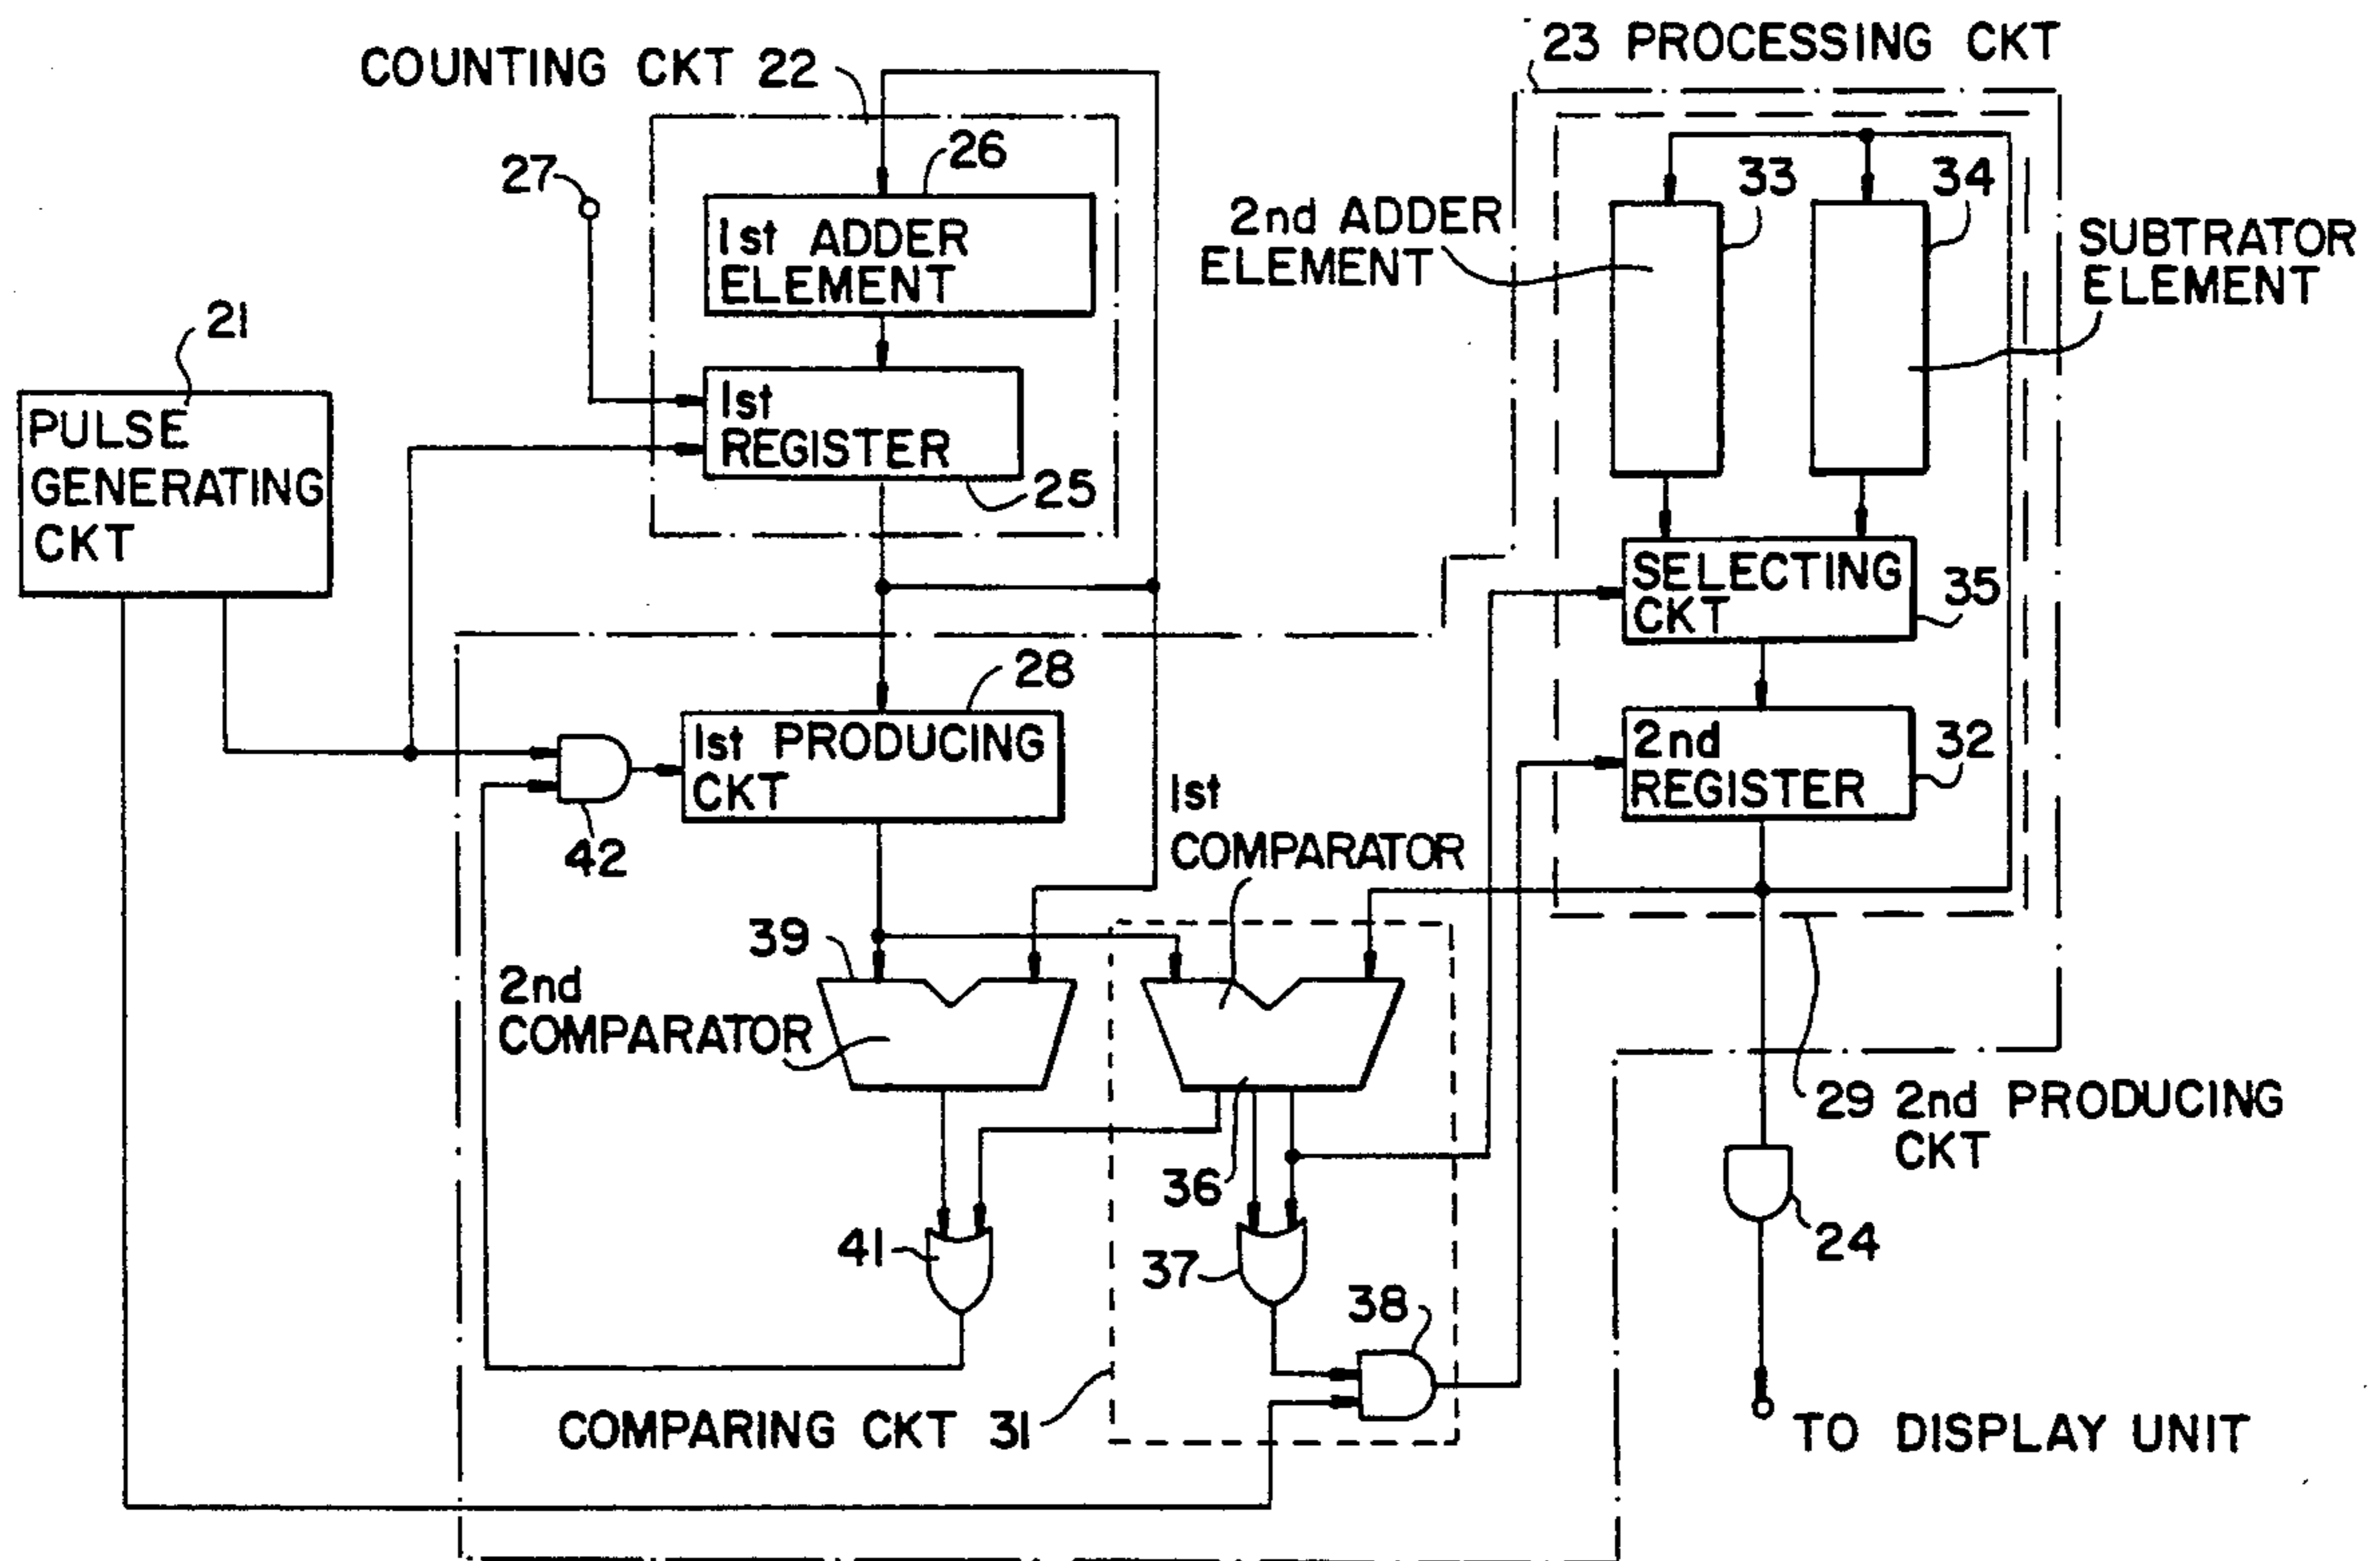 23 PROCESSING CKT
COUNTING CKT 22
26
27
1st ADDER
ELEMENT
33
34
2nd ADDER
ELEMENT
SUBTRATOR
ELEMENT
21
PULSE
GENERATING
CKT
1st
REGISTER
25
SELECTING
CKT
35
28
1st PRODUCING
CKT
42
2nd
REGISTER
32
1st
COMPARATOR
39
2nd
COMPARATOR
29 2nd PRODUCING
CKT
36
41
37
24
38
COMPARING CKT 31
TO DISPLAY UNIT